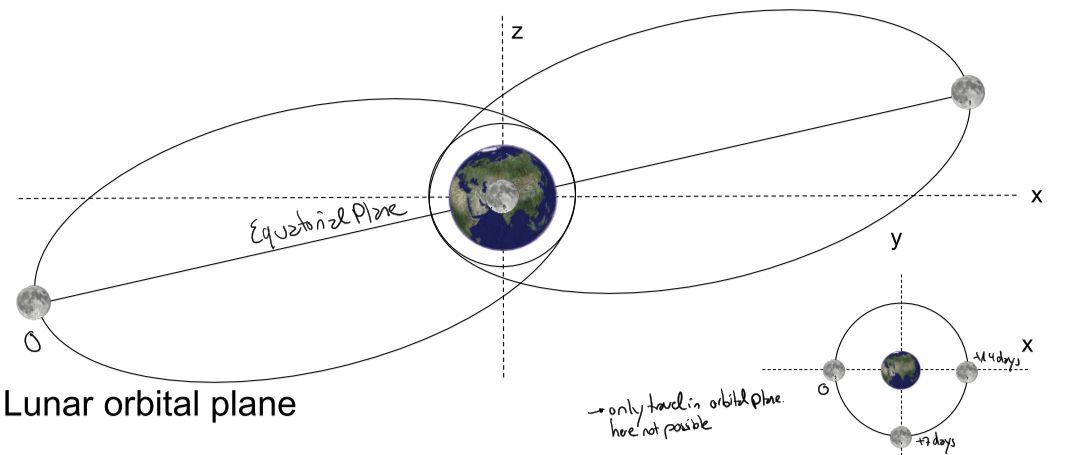 z
x
Equatorial Plane
y
0
x
+14 days
0
Lunar orbital plane
→ only travel in orbital plane.
here not possible
+7 days